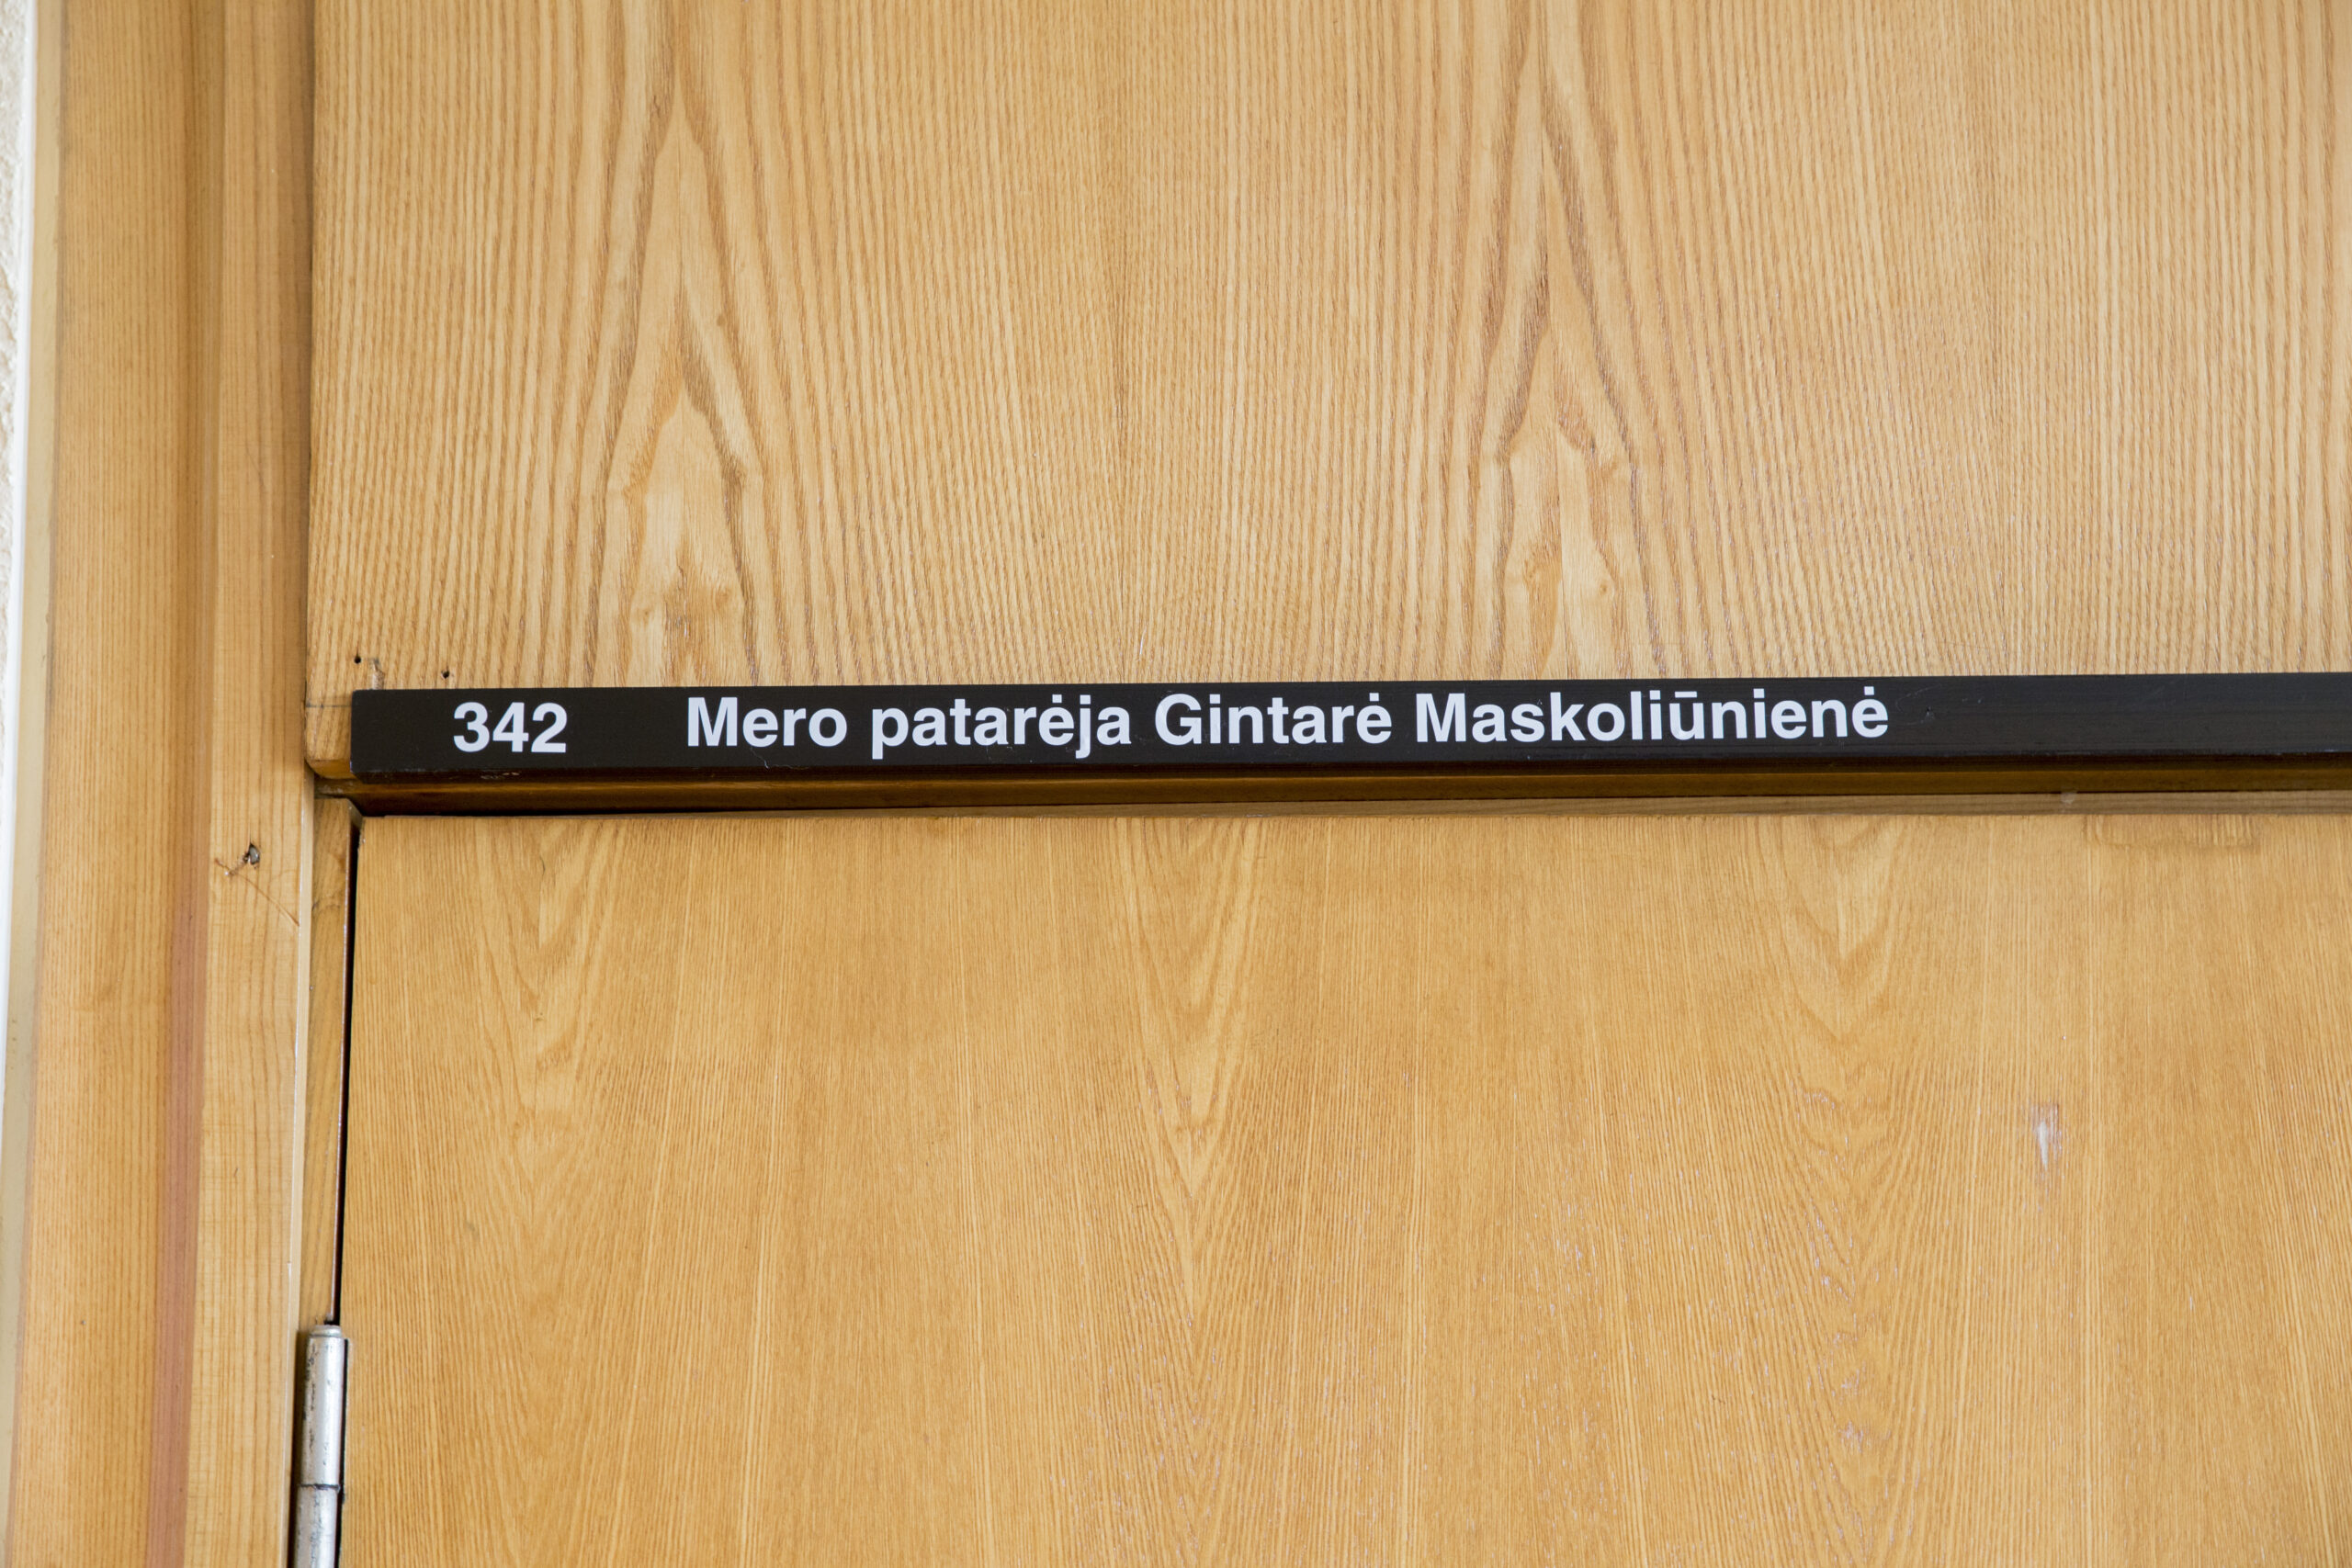 342 Mero patarėja Gintarė Maskoliūnienė